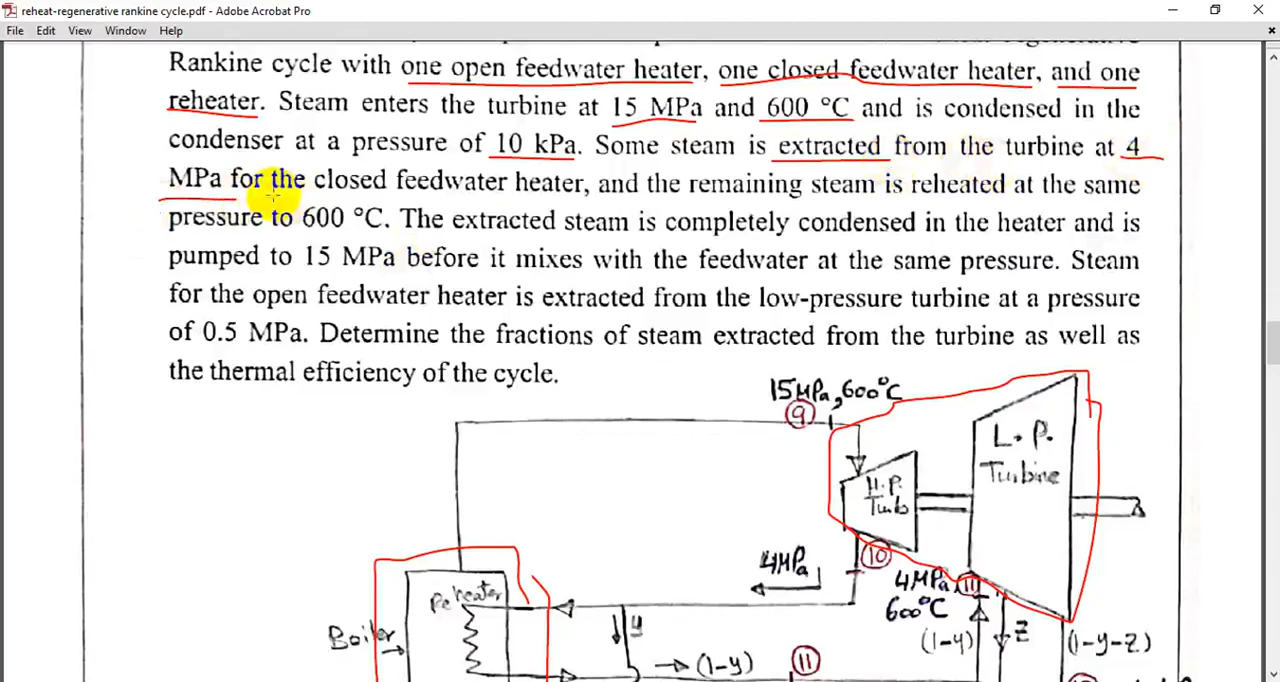 reheat-regenerative rankine cycle.pdf - Adobe Acrobat Pro
File Edit View Window Help
Rankine cycle with one open feedwater heater, one closed feedwater heater, and one
reheater. Steam enters the turbine at 15 MPa and 600 °C and is condensed in the
condenser at a pressure of 10 kPa. Some steam is extracted from the turbine at 4
MPa for the closed feedwater heater, and the remaining steam is reheated at the same
pressure to 600 °C. The extracted steam is completely condensed in the heater and is
pumped to 15 MPa before it mixes with the feedwater at the same pressure. Steam
for the open feedwater heater is extracted from the low-pressure turbine at a pressure
of 0.5 MPa. Determine the fractions of steam extracted from the turbine as well as
the thermal efficiency of the cycle.
15MPa, 600°C
9
L.P.
Turbine
H.P.
Turb
10
4MPa
4MPa,
600°C
11
Reheater
Boiler
y
(1-y)
11
(1-y)
Z
(1-y-z)